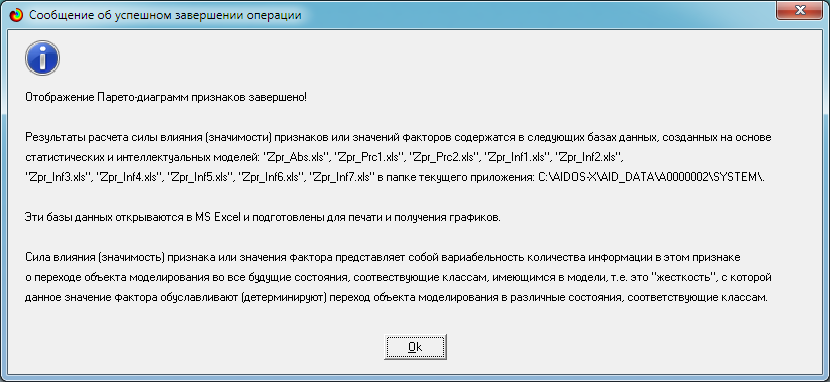 Сообщение об успешном завершении операции
Отображение Парето-диаграмм признаков завершено!
Результаты расчета силы влияния (значимости) признаков или значений факторов содержатся в следующих базах данных, созданных на основе
статистических и интеллектуальных моделей: "Zpr_Abs.xls", "Zpr_Prc1.xls", "Zpr_Prc2.xls", "Zpr_Inf1.xls", "Zpr_Inf2.xls",
"Zpr_Inf3.xls", "Zpr_Inf4.xls", "Zpr_Inf5.xls", "Zpr_Inf6.xls", "Zpr_Inf7.xls" в папке текущего приложения: C:\AIDOS-X\AID_DATA\A0000002\SYSTEM\.
Эти базы данных открываются в MS Excel и подготовлены для печати и получения графиков.
Сила влияния (значимость) признака или значения фактора представляет собой вариабельность количества информации в этом признаке
о переходе объекта моделирования во все будущие состояния, соотвествующие классам, имеющимся в модели, т.е. это "жесткость", с которой
данное значение фактора обуславливают (детерминируют) переход объекта моделирования в различные состояния, соответствующие классам.
Ok